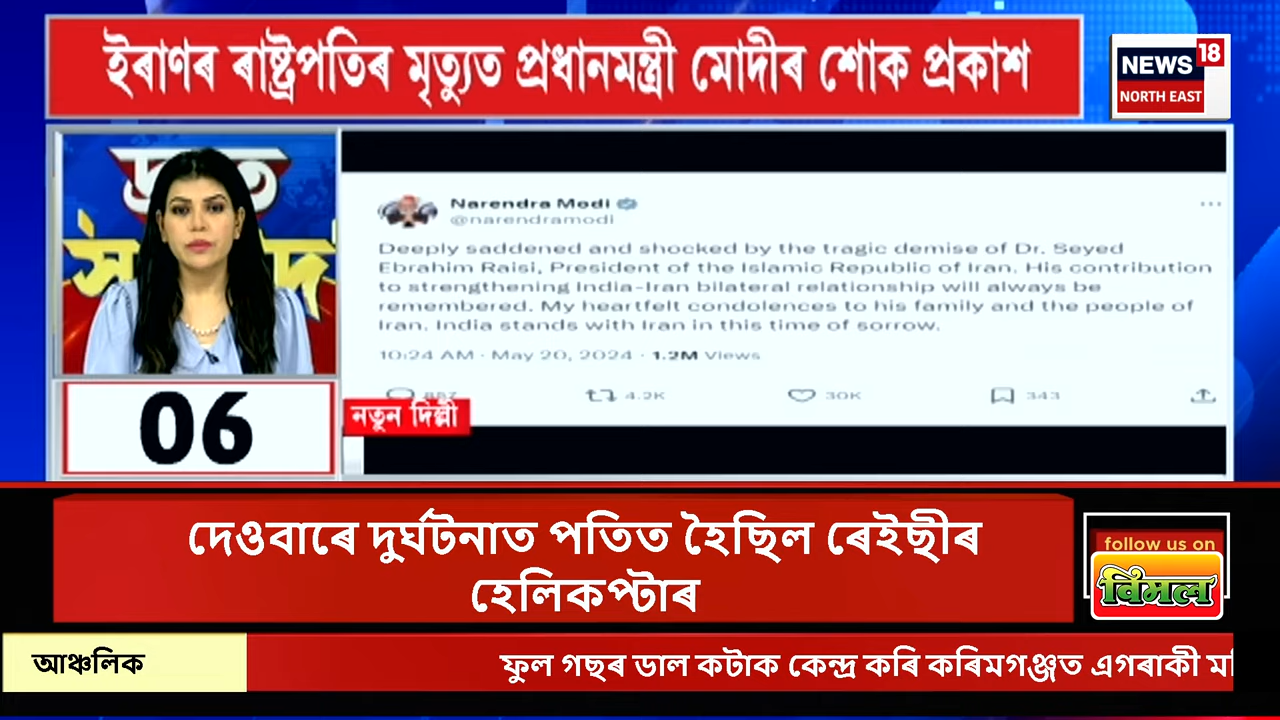 ইৰাণৰ ৰাষ্ট্ৰপতিৰ মৃত্যুত প্ৰধানমন্ত্ৰী মোদীৰ শোক প্ৰকাশ
NEWS 18
NORTH EAST
Narendra Modi
@narendramodi
Deeply saddened and shocked by the tragic demise of Dr. Seyed
Ebrahim Raisi, President of the Islamic Republic of Iran. His contribution
to strengthening India-Iran bilateral relationship will always be
remembered. My heartfelt condolences to his family and the people of
Iran. India stands with Iran in this time of sorrow.
10:24 AM · May 20, 2024 · 1.2M Views
4.2K 30K 343
06
নতুন দিল্লী
দেওবাৰে দুৰ্ঘটনাত পতিত হৈছিল ৰেইছীৰ
হেলিকপ্টাৰ
follow us on
विमल
আঞ্চলিক
ফুল গছৰ ডাল কটাক কেন্দ্ৰ কৰি কৰিমগঞ্জত এগৰাকী